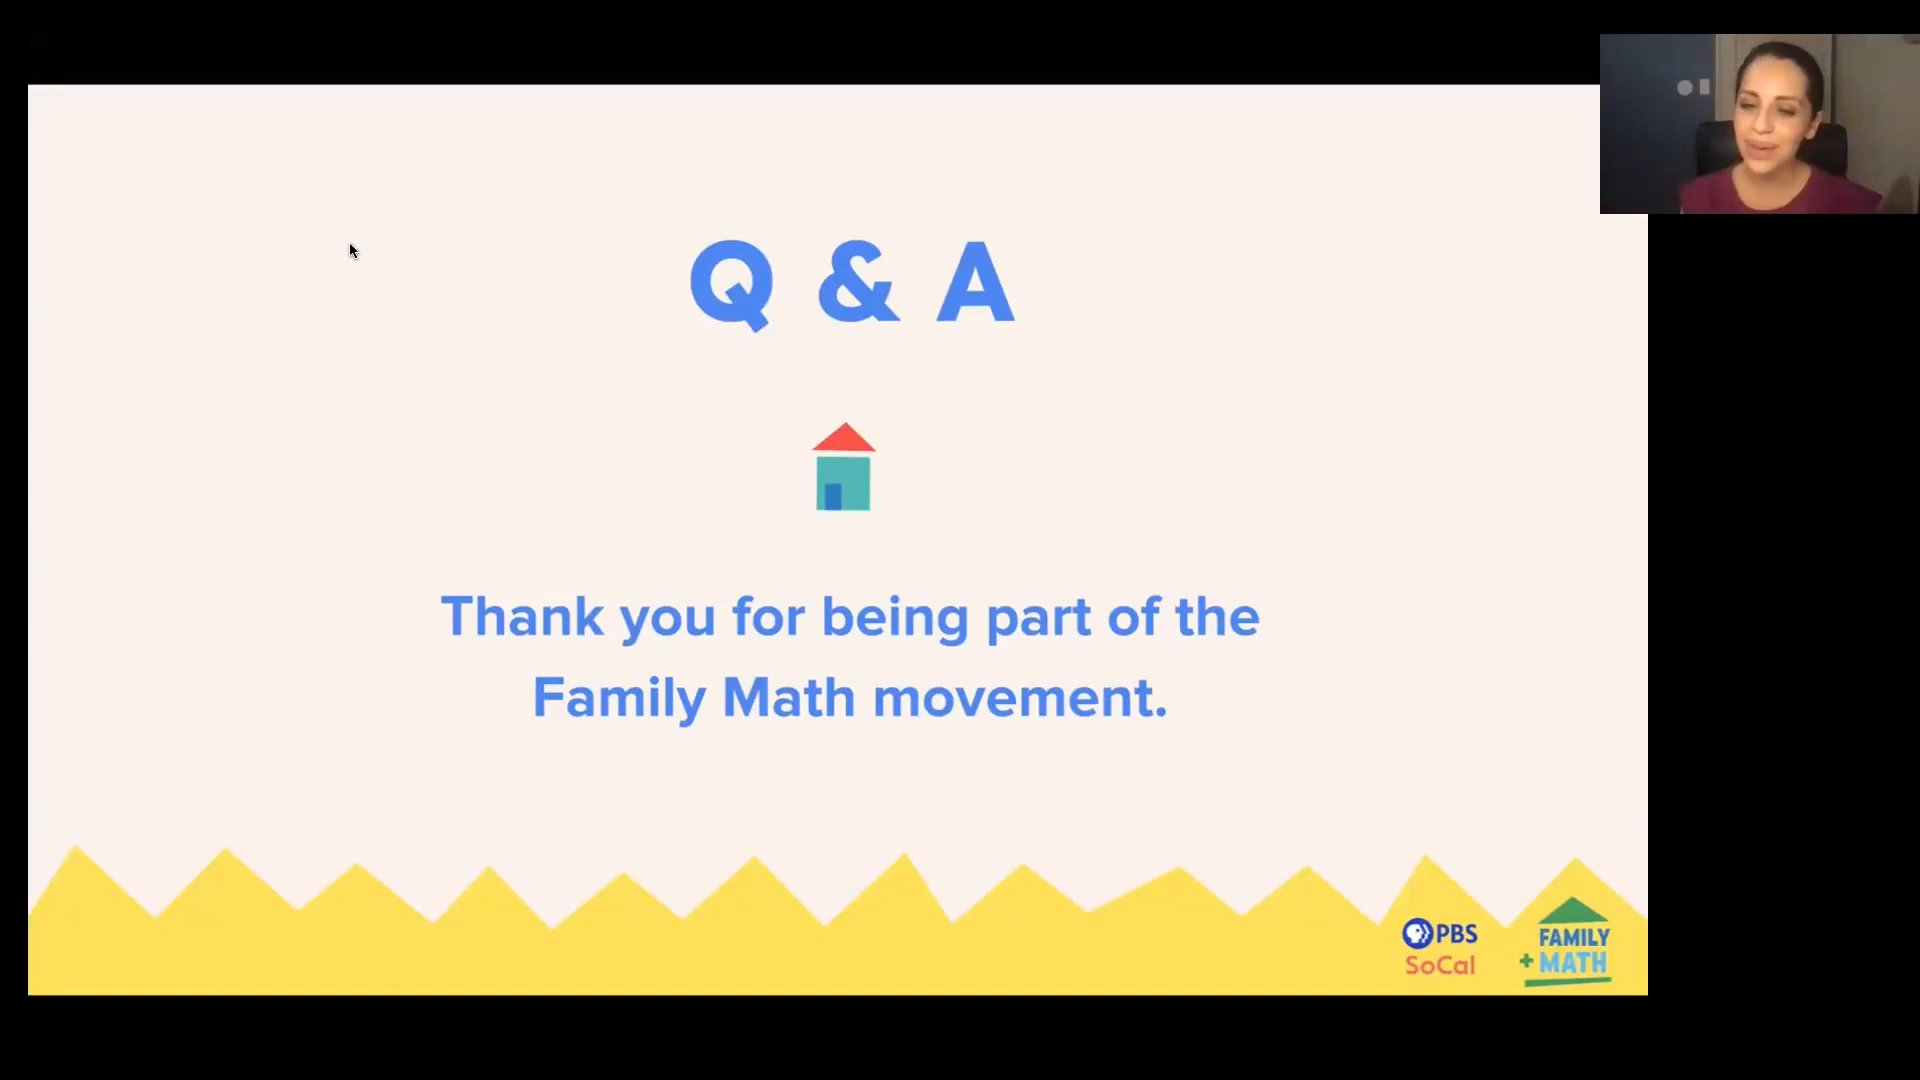 Q & A
Thank you for being part of the
Family Math movement.
PBS
SoCal
FAMILY
+ MATH